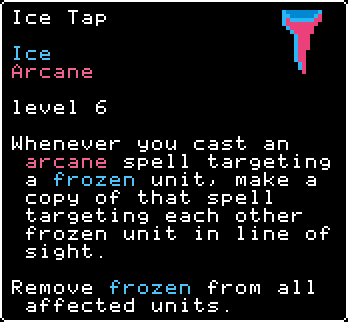 Ice Tap
Ice
Arcane
level 6
Whenever you cast an
arcane spell targeting
a frozen unit, make a
copy of that spell
targeting each other
frozen unit in line of
sight.
Remove frozen from all
affected units.